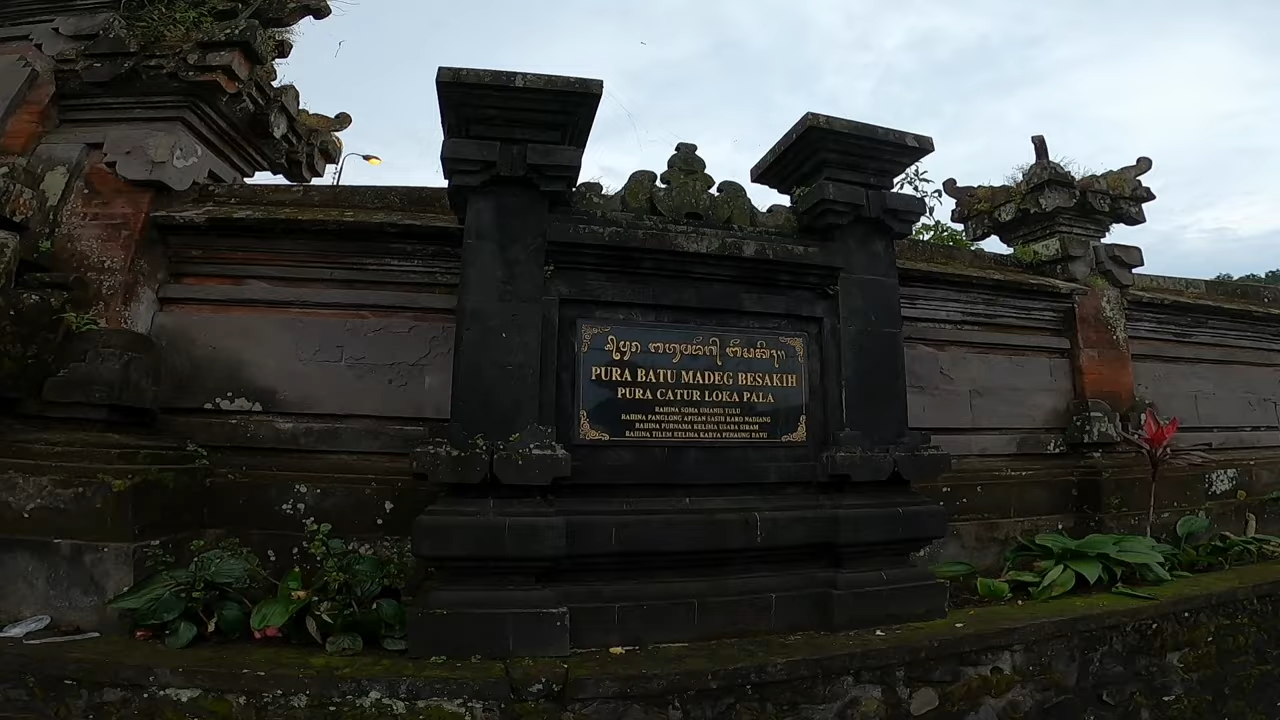 PURA BATU MADEG BESAKIH
PURA CATUR LOKA PALA
RAHINA SOMA UMANIS TULU
RAHINA PANGLONG APISAN SASIH KARO NADIANG
RAHINA PURNAMA KELIMA USABA SIRAM
RAHINA TILEM KELIMA KARYA PENAUNG BAYU